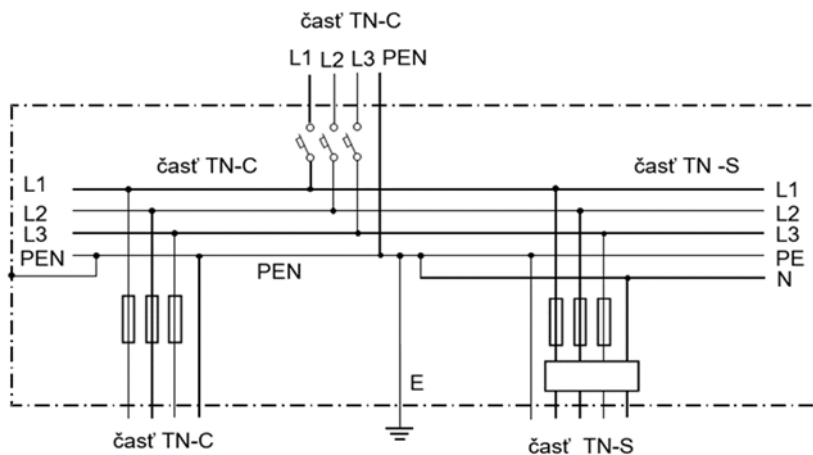 časť TN-C
L1 L2 L3 PEN
časť TN-C
časť TN -S
L1
L2
L3
PEN
PEN
L1
L2
L3
PE
N
E
časť TN-C
časť TN-S